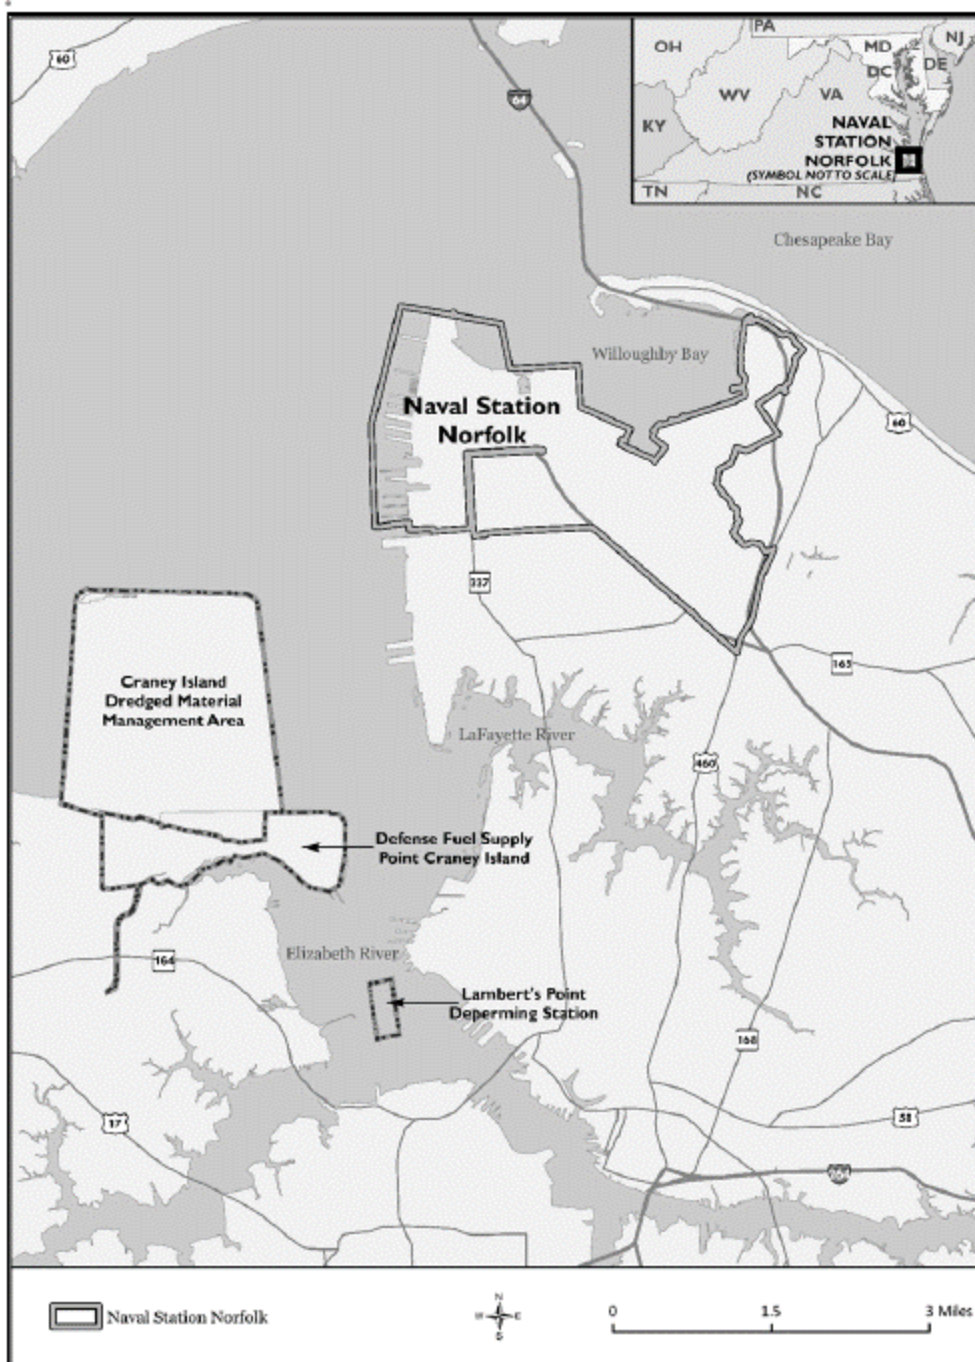 60
64
PA
OH
MD
NJ
DE
DC
WV
VA
KY
NAVAL
STATION
NORFOLK
(SYMBOL NOT TO SCALE)
TN
NC
Chesapeake Bay
Willoughby Bay
Naval Station
Norfolk
60
337
165
Craney Island
Dredged Material
Management Area
LaFayette River
460
Defense Fuel Supply
Point Craney Island
Elizabeth River
164
Lambert's Point
Deperming Station
168
17
58
Naval Station Norfolk
N
W E
S
0 1.5 3 Miles